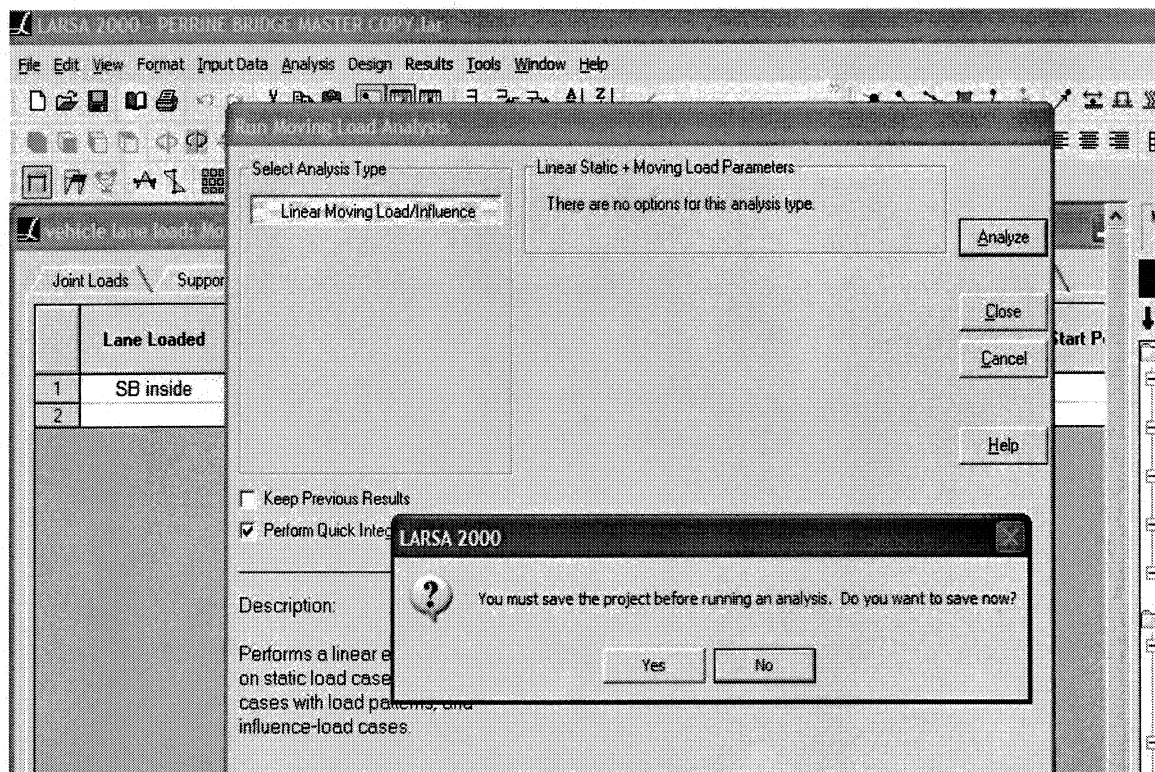 LARSA 2000 - PERRINE BRIDGE MASTER COPY.lar
File Edit View Format Input Data Analysis Design Results Tools Window Help
Run Moving Load Analysis
Select Analysis Type
Linear Moving Load/Influence
Linear Static + Moving Load Parameters
There are no options for this analysis type.
Analyze
Close
Cancel
Help
vehicle lane load:
Joint Loads
Lane Loaded
Start
1 SB inside
2
Keep Previous Results
Perform Quick
LARSA 2000
You must save the project before running an analysis. Do you want to save now?
Yes No
Description:
Performs a linear
on static load
cases with load patterns, and
influence-load cases.